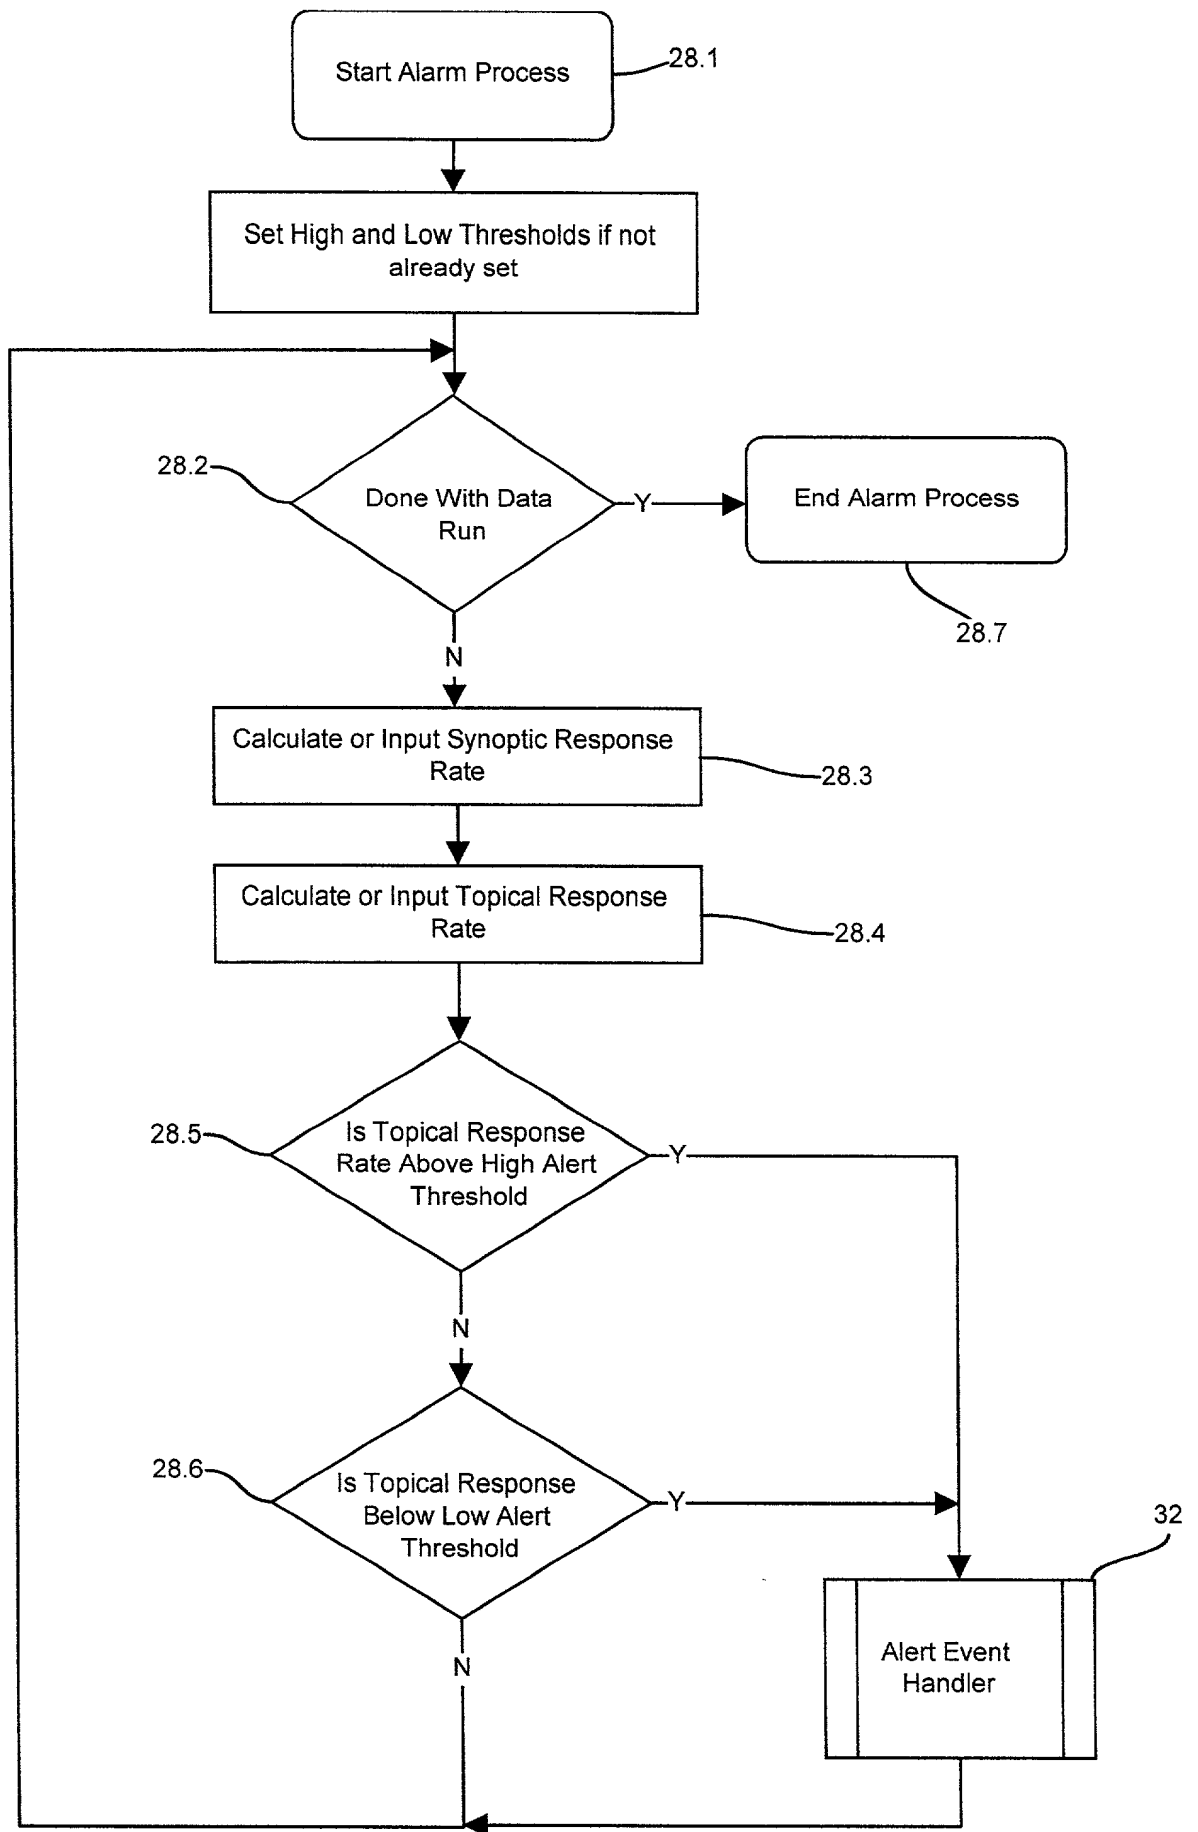 Start Alarm Process
28.1
Set High and Low Thresholds if not
already set
28.2
Done With Data
Run
Y
End Alarm Process
28.7
N
Calculate or Input Synoptic Response
Rate
28.3
Calculate or Input Topical Response
Rate
28.4
28.5
Is Topical Response
Rate Above High Alert
Threshold
Y
N
28.6
Is Topical Response
Below Low Alert
Threshold
Y
32
N
Alert Event
Handler